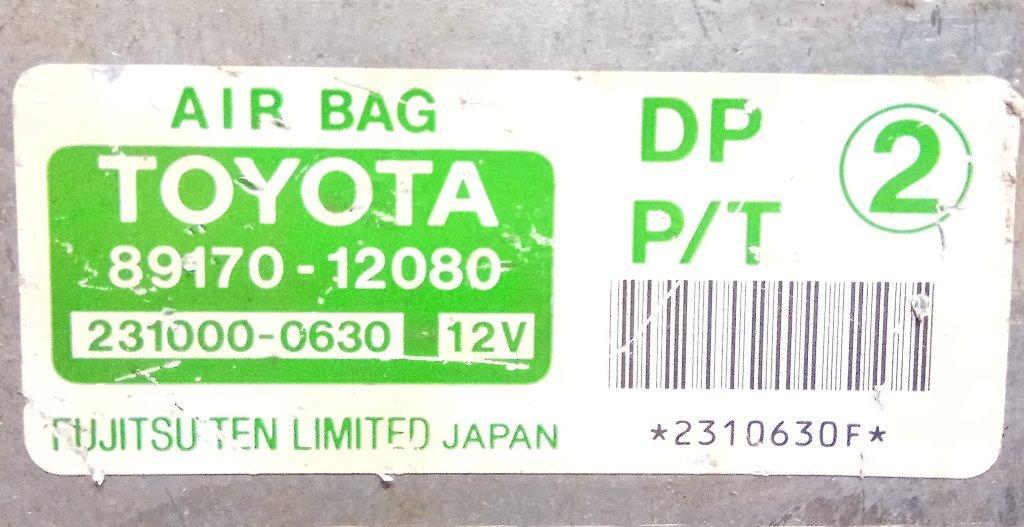 AIR BAG
TOYOTA
89170-12080
231000-0630 12V
FUJITSU TEN LIMITED JAPAN
DP
P/T
2
*2310630F*